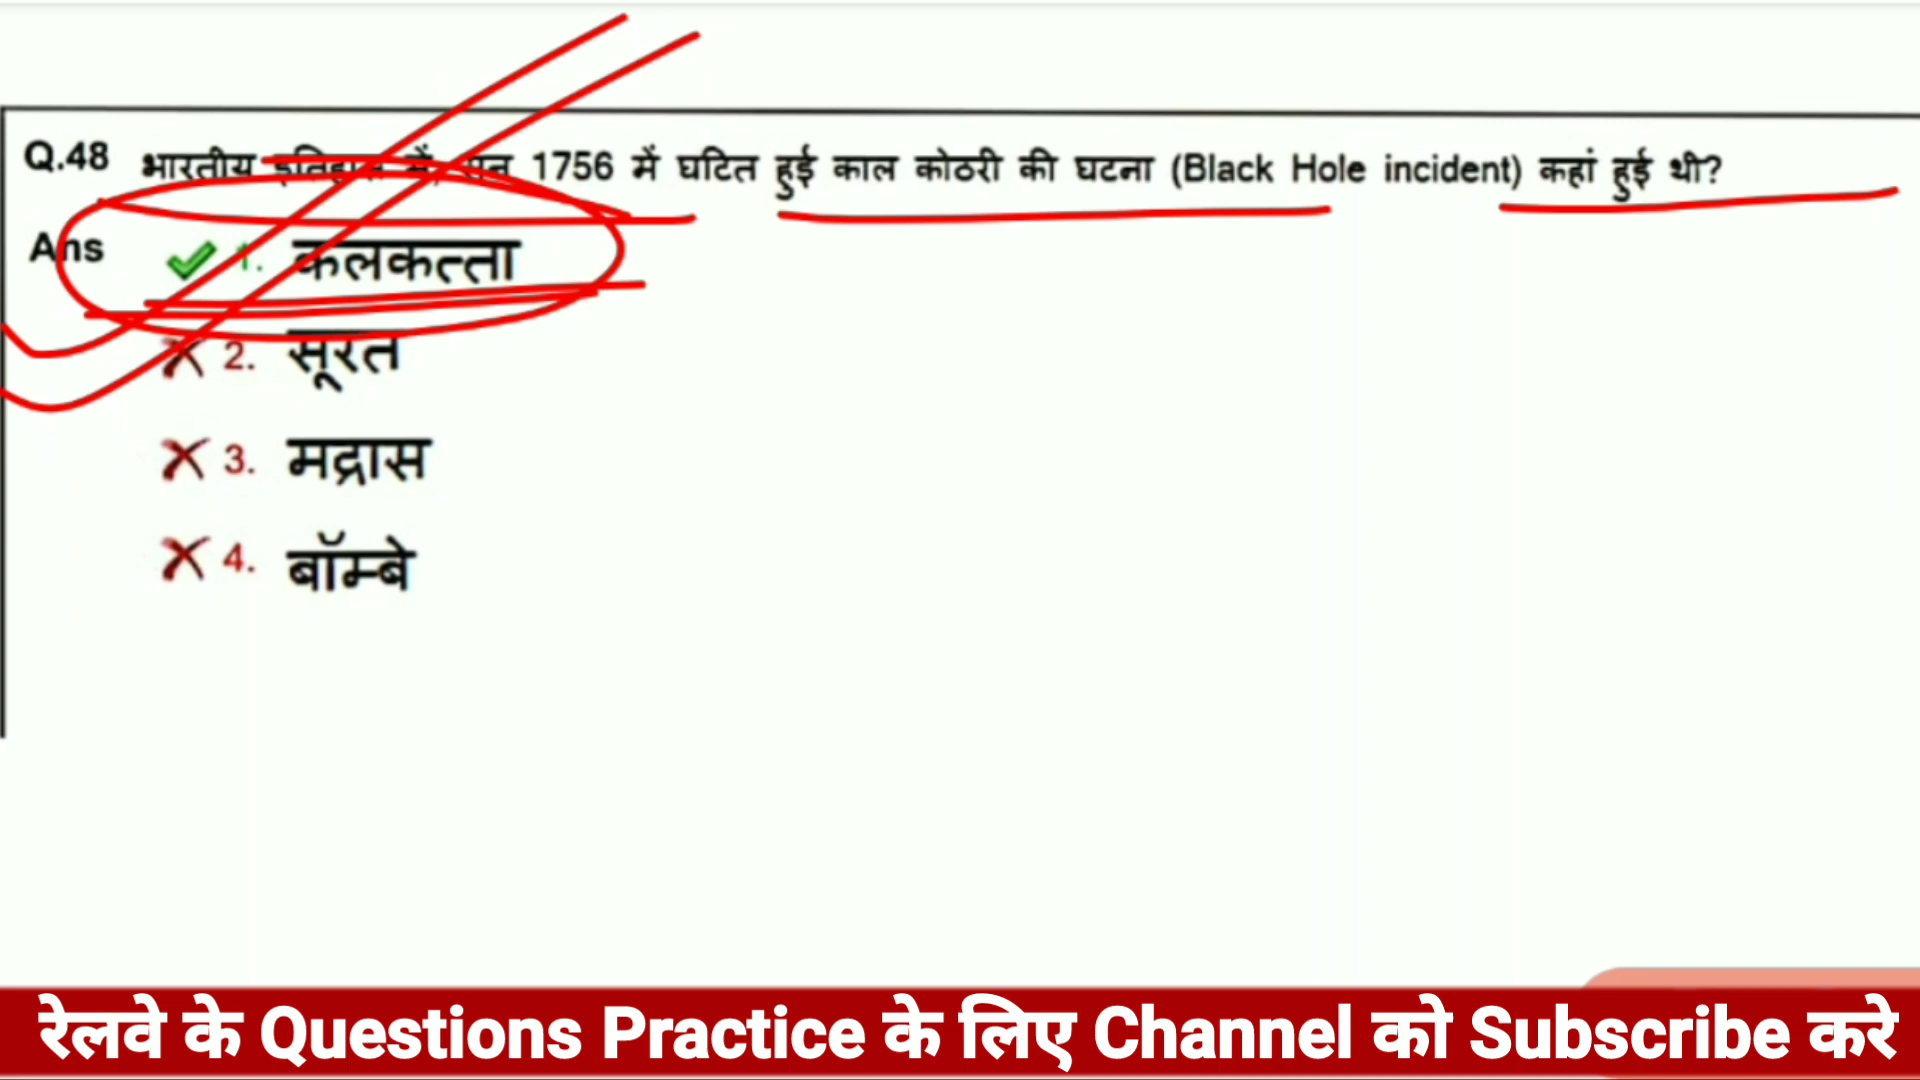 Q.48 भारतीय इतिहास में, सन 1756 में घटित हुई काल कोठरी की घटना (Black Hole incident) कहां हुई थी?
Ans 1. कलकत्ता
2. सूरत
3. मद्रास
4. बॉम्बे
रेलवे के Questions Practice के लिए Channel को Subscribe करे